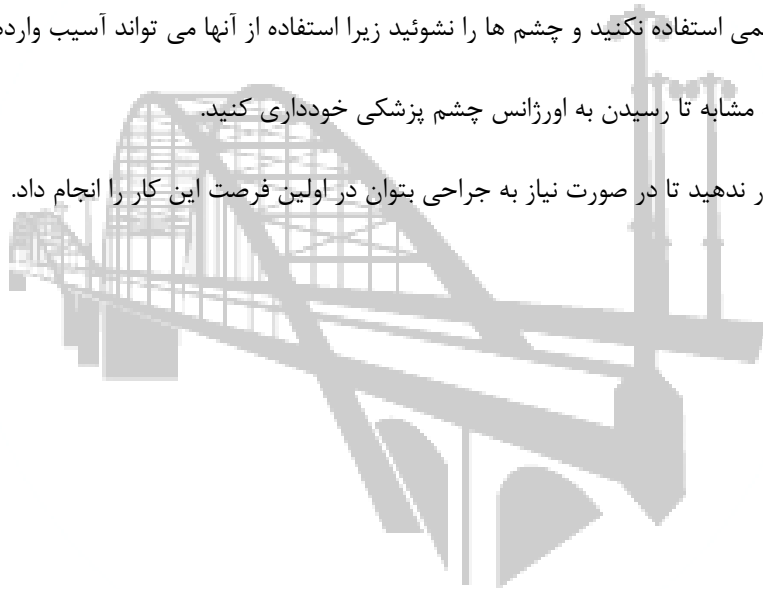 استفاده نکنید و چشم ها را نشوئید زیرا استفاده از آنها می تواند آسیب
مشابه تا رسیدن به اورژانس چشم پزشکی خودداری کنید.
ندهید تا در صورت نیاز به جراحی بتوان در اولین فرصت این کار را انجام داد.